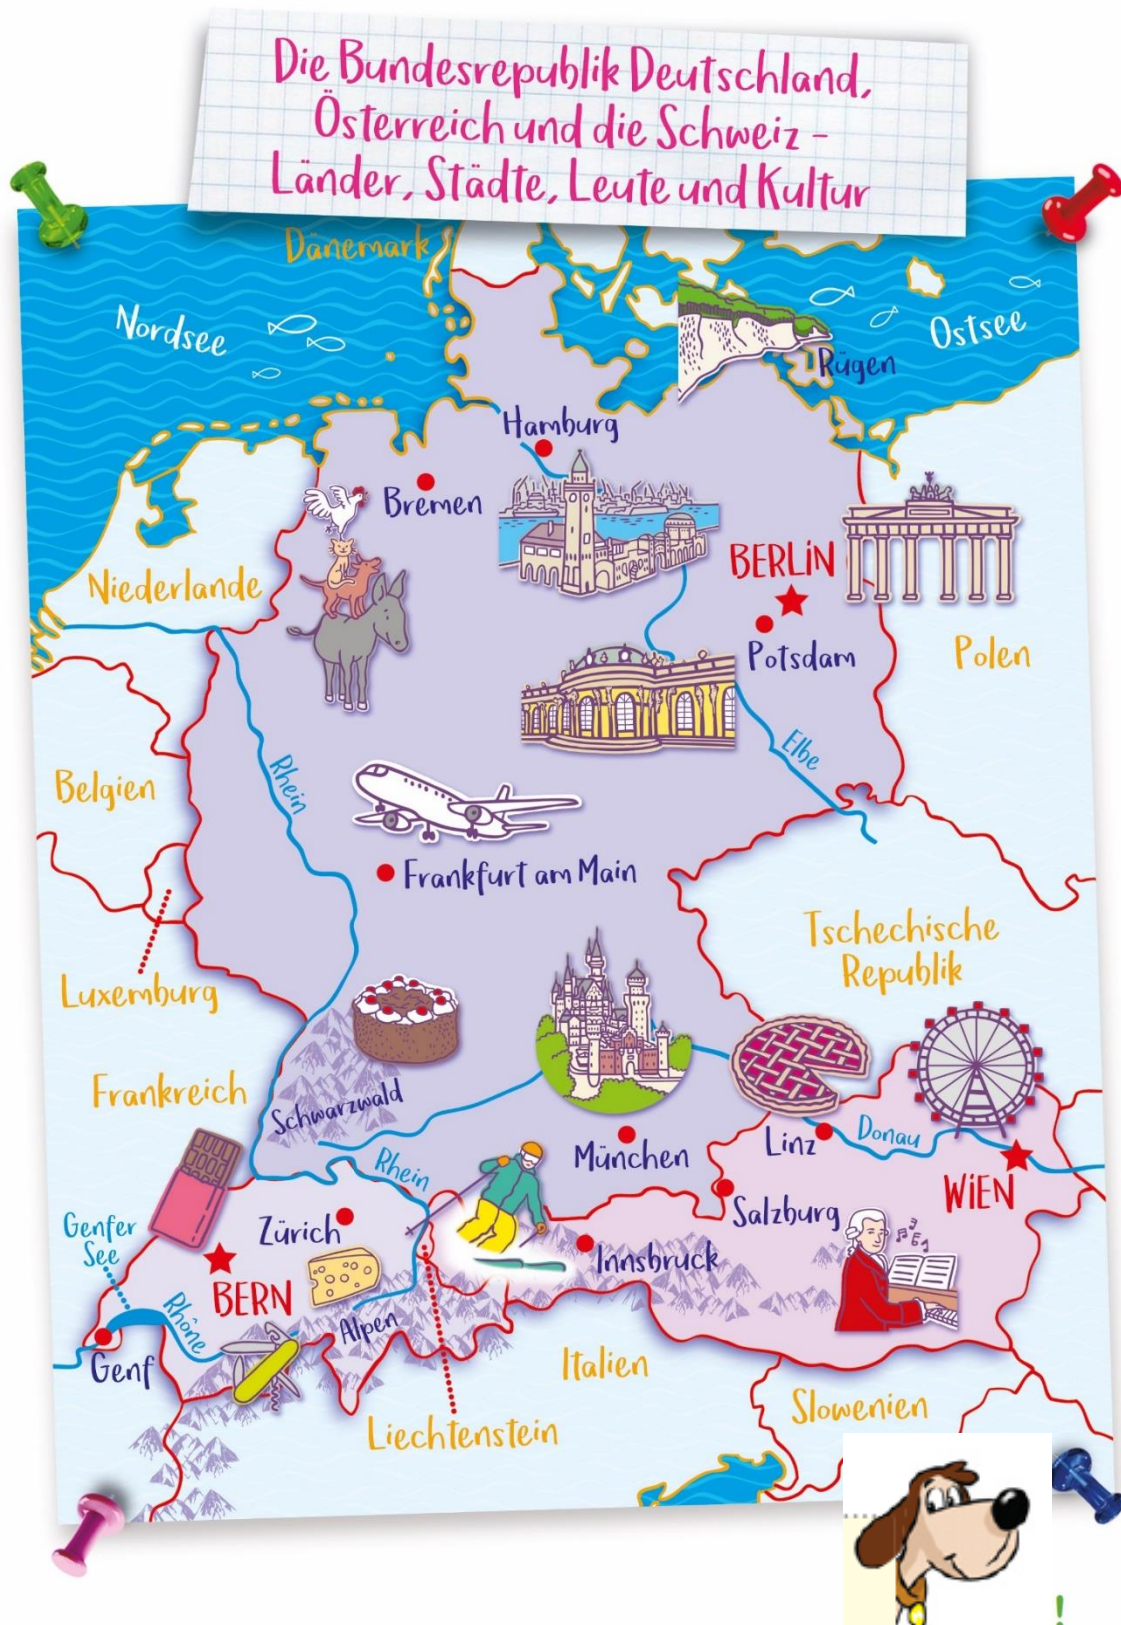 Die Bundesrepublik Deutschland,
Österreich und die Schweiz -
Länder, Städte, Leute und Kultur
Dänemark
Nordsee
Ostsee
Rügen
Hamburg
Bremen
BERLIN
Niederlande
Potsdam
Polen
Elbe
Belgien
Rhein
Frankfurt am Main
Tschechische
Republik
Luxemburg
Frankreich
Schwarzwald
München
Linz
Donau
Rhein
WIEN
Salzburg
Genfer
See
Zürich
Innsbruck
BERN
Rhône
Alpen
Genf
Italien
Slowenien
Liechtenstein
!